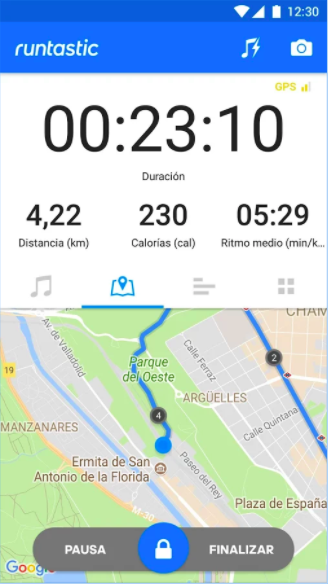 12:30
runtastic
GPS
00:23:10
Duración
4,22 230 05:29
Distancia (km) Calorías (cal) Ritmo medio (min/k...
CHAM
Av. de Valladolid
Parque
del Oeste
Calle Ferraz
2
19
4
ARGÜELLES
MANZANARES
Calle Quintana
Ermita de San
Antonio de la Florida
Paseo del Rey
Plaza de España
M-30
Google
PAUSA FINALIZAR